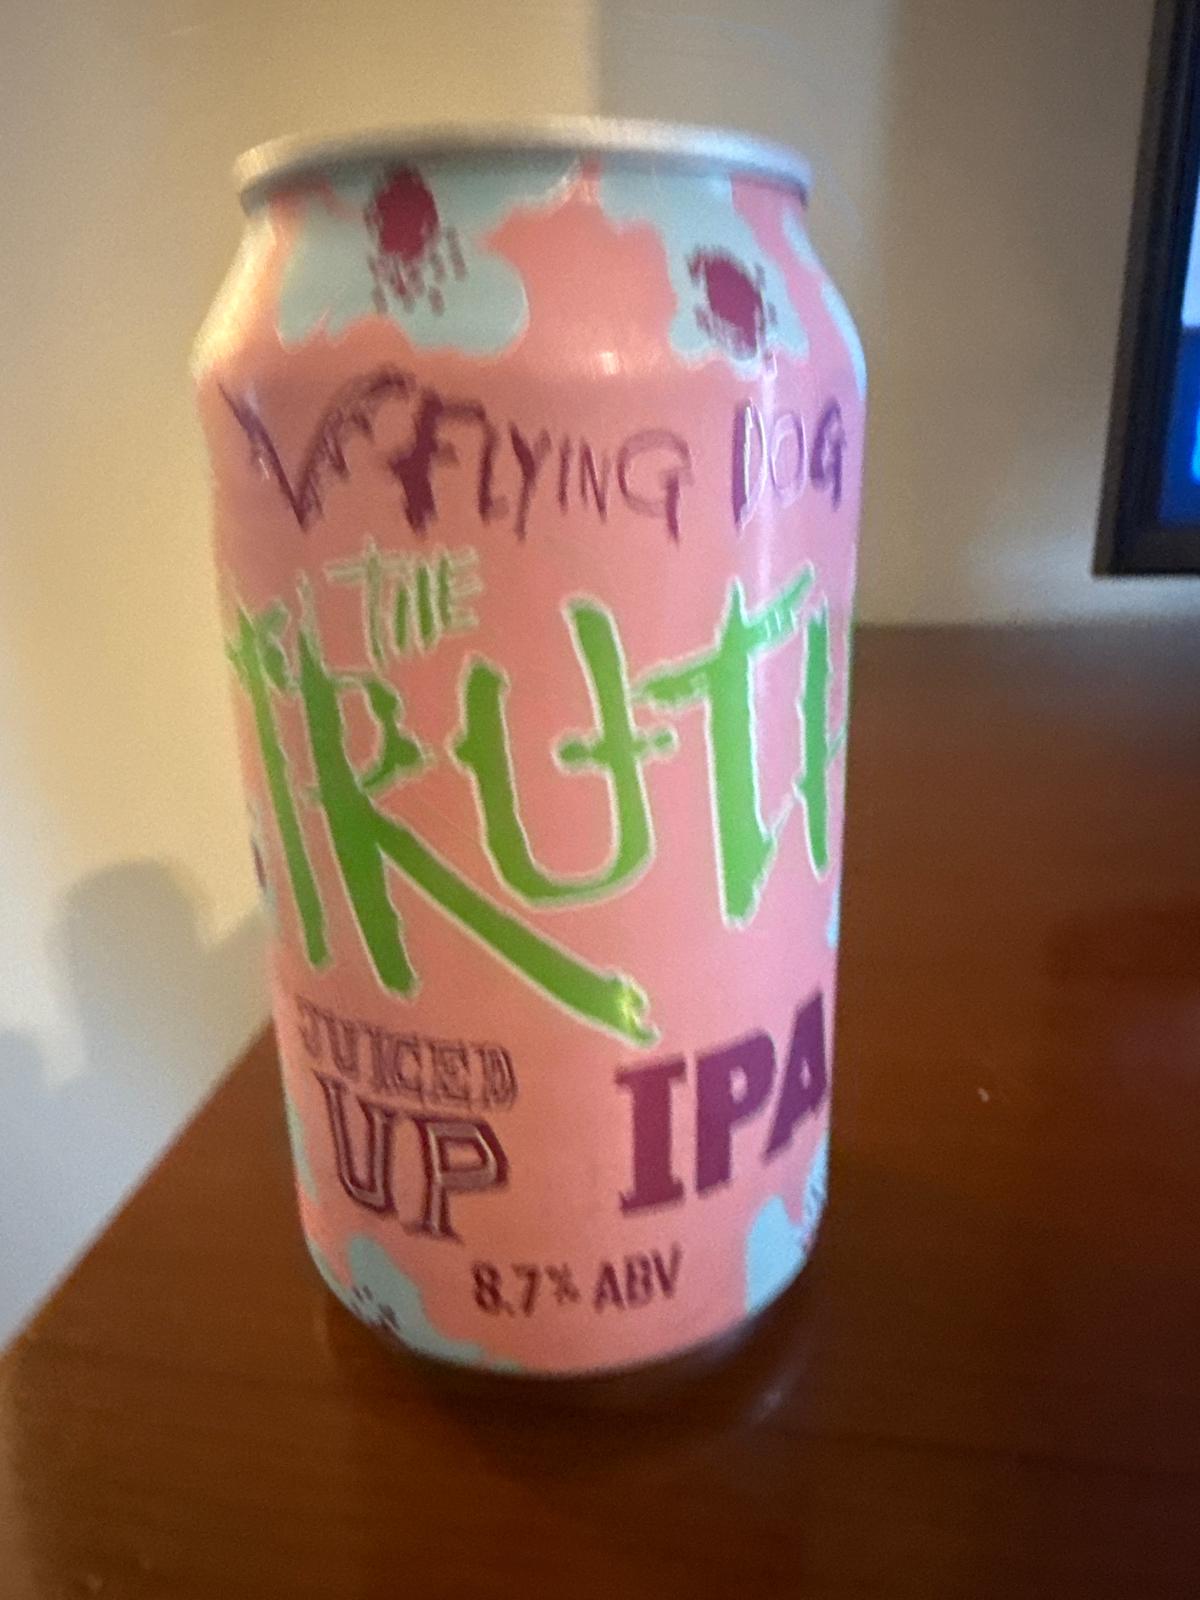 FLYING DOG
THE
TRUTH
JUICED
UP
IPA
8.7% ABV